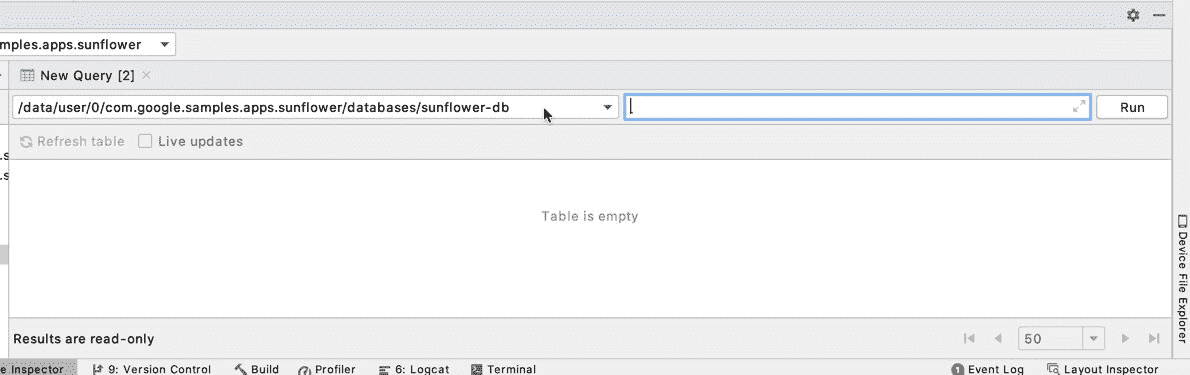 mples.apps.sunflower
New Query [2]
/data/user/0/com.google.samples.apps.sunflower/databases/sunflower-db
Run
Refresh table
Live updates
.s
.s
Table is empty
Results are read-only
50
e Inspector
9: Version Control
Build
Profiler
6: Logcat
Terminal
1
Event Log
Layout Inspector
Device File Explorer